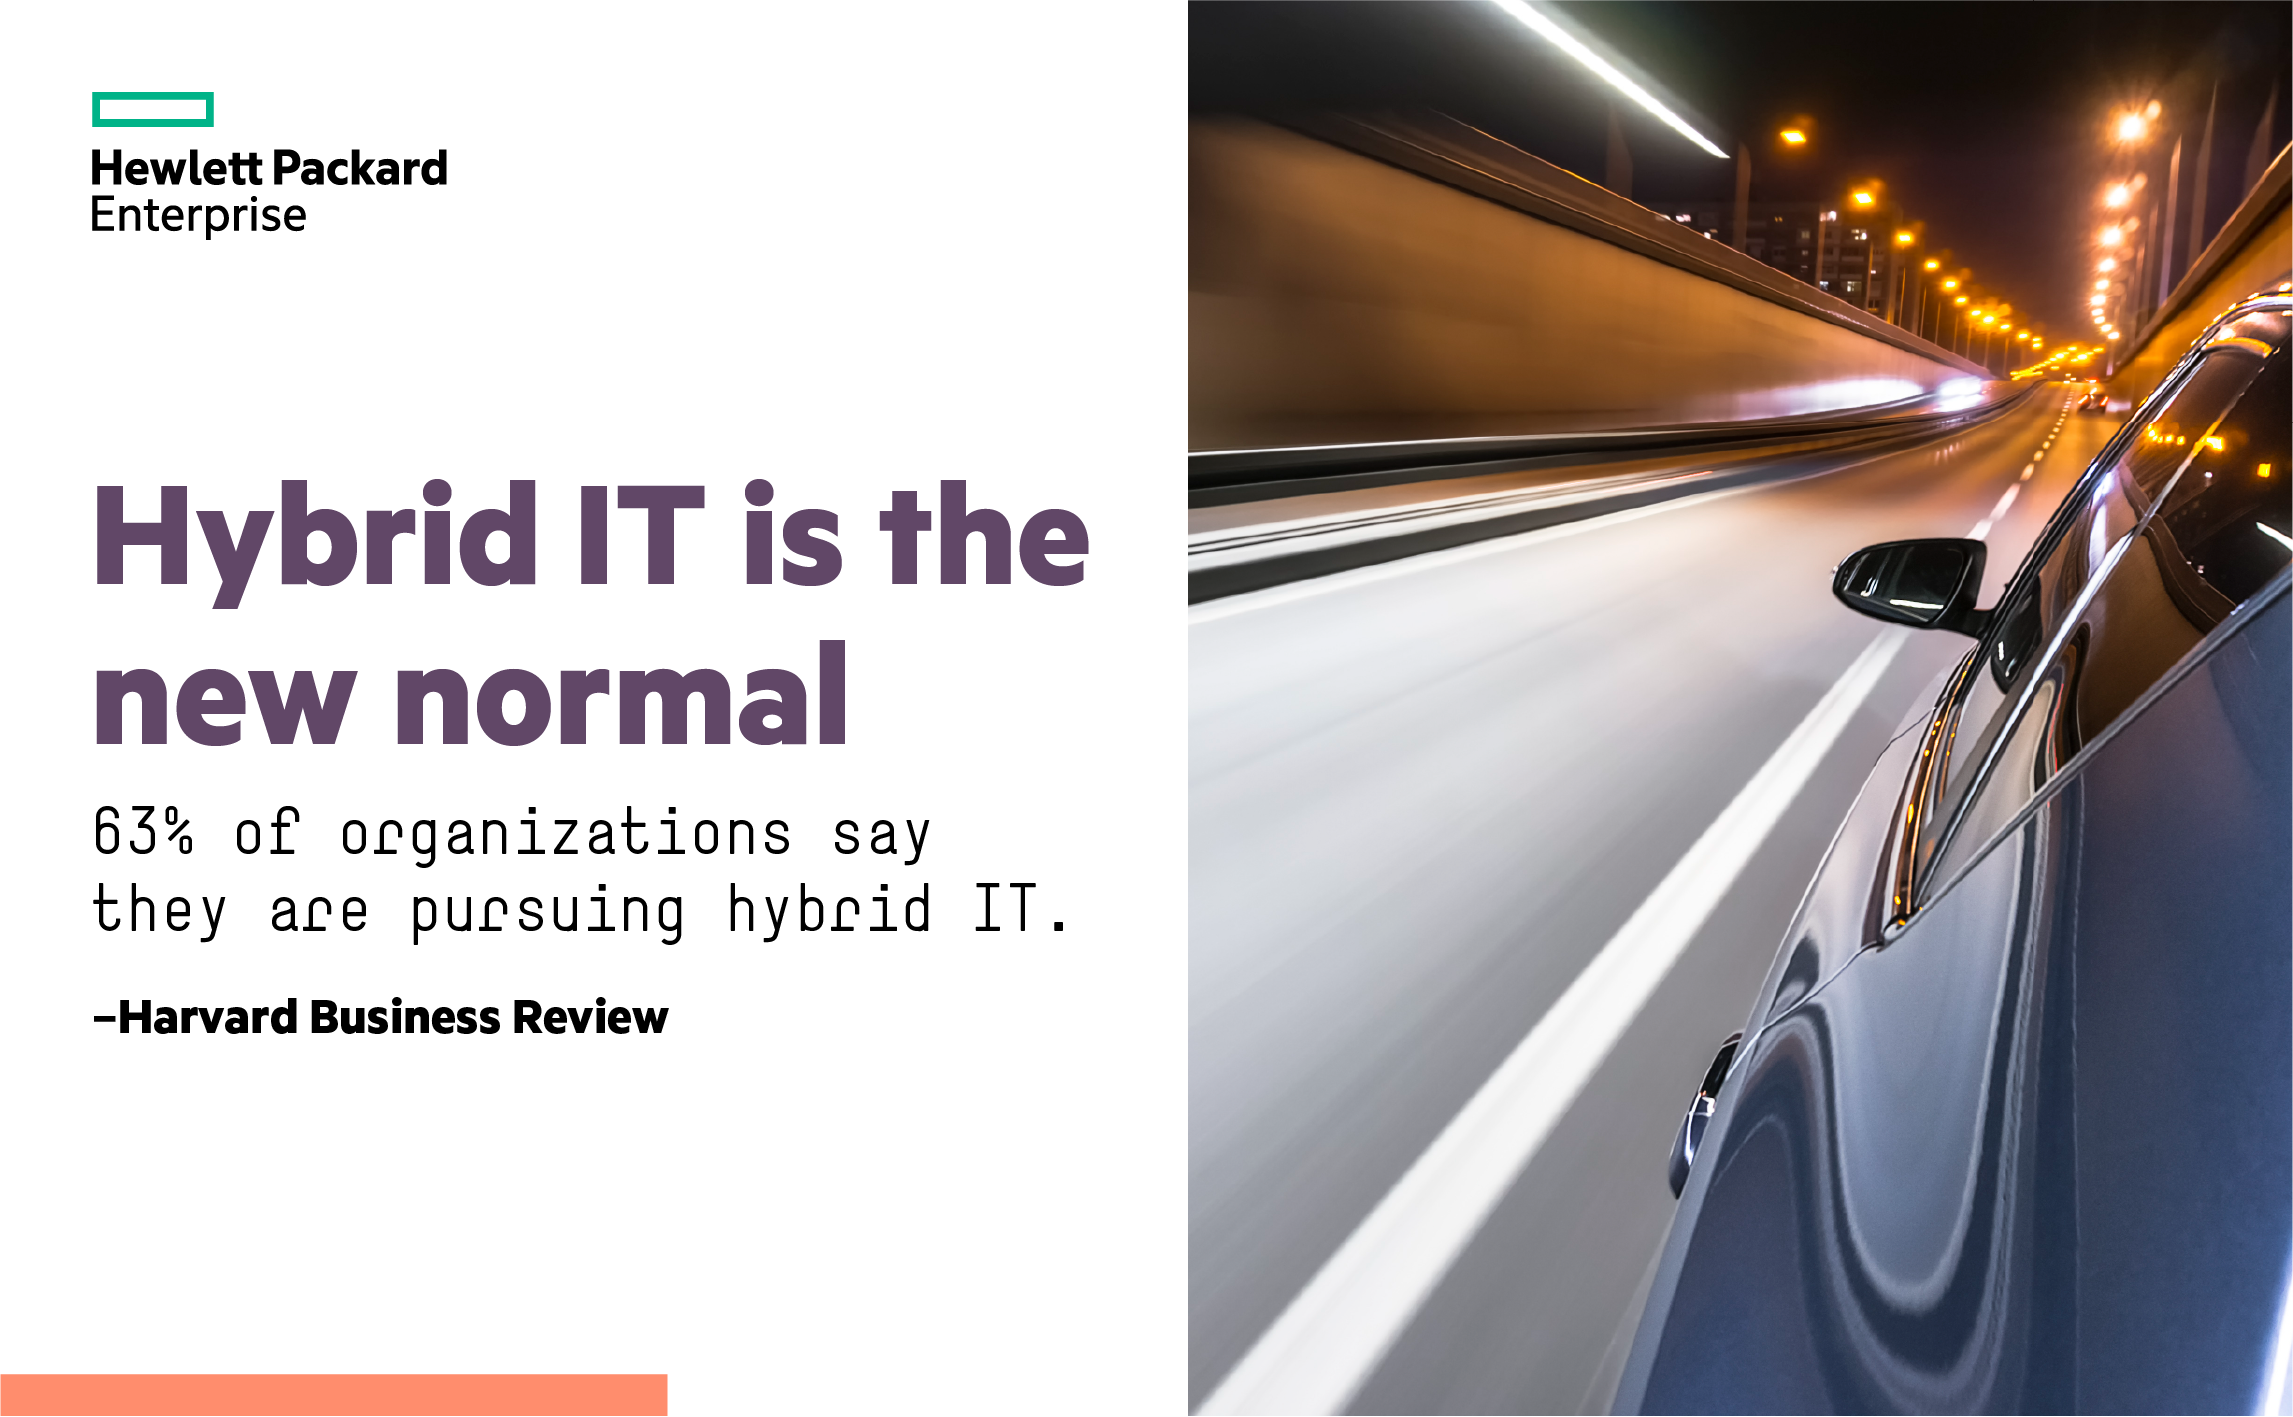 Hewlett Packard
Enterprise
Hybrid IT is the
new normal
63% of organizations say
they are pursuing hybrid IT.
–Harvard Business Review